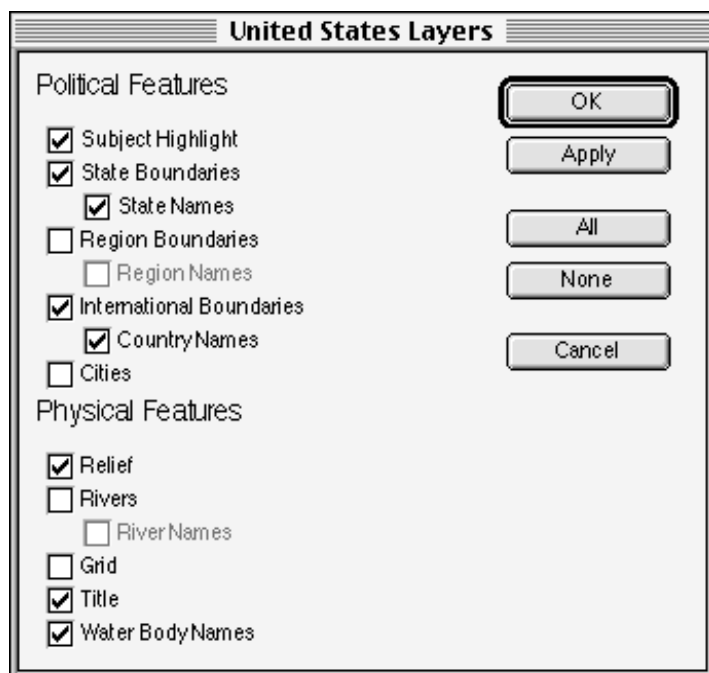 United States Layers
Political Features
Subject Highlight
State Boundaries
State Names
Region Boundaries
Region Names
International Boundaries
Country Names
Cities
Physical Features
Relief
Rivers
River Names
Grid
Title
Water Body Names
OK
Apply
All
None
Cancel